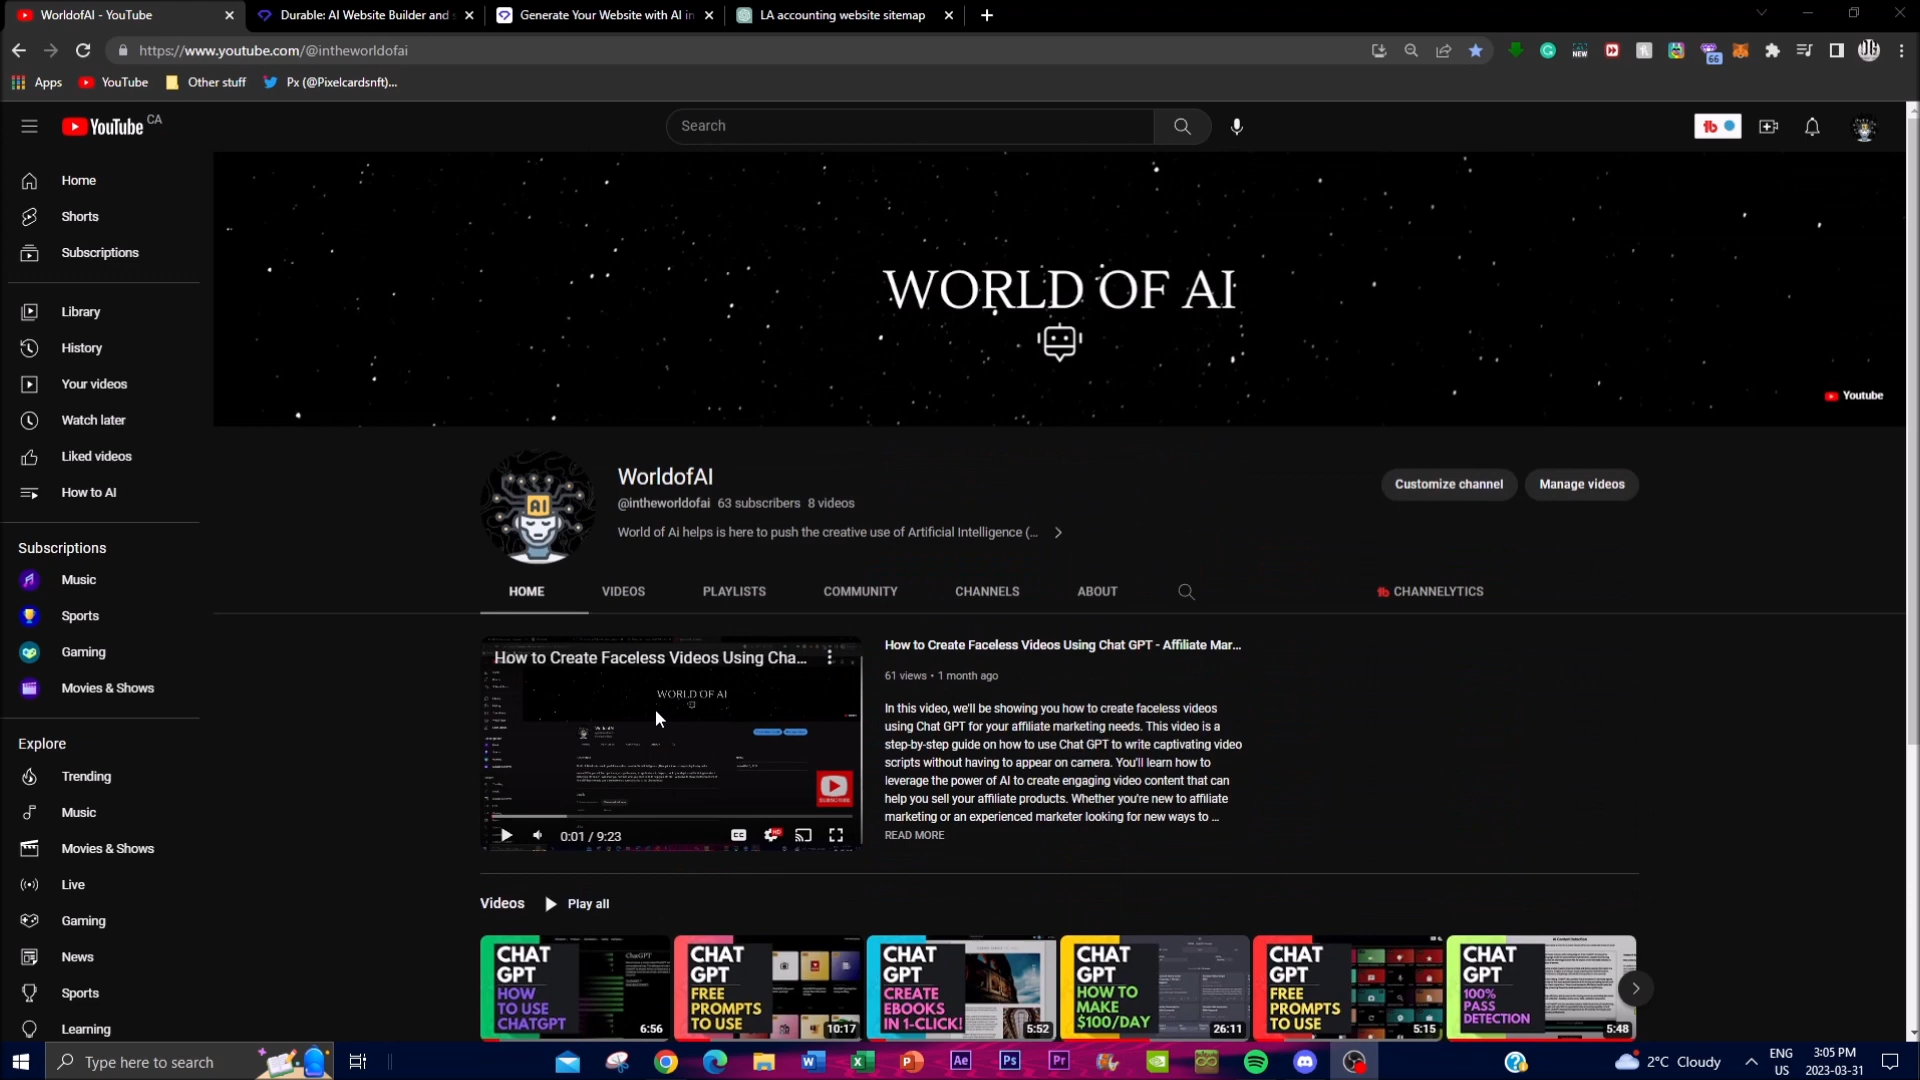 WorldofAI - YouTube
Durable: AI Website Builder and s
Generate Your Website with AI in
LA accounting website sitemap
https://www.youtube.com/@intheworldofai
66
Apps
YouTube
Other stuff
Px (@Pixelcardsnft)...
YouTube CA
Search
Home
Shorts
Subscriptions
Library
History
Your videos
Watch later
Liked videos
How to AI
Subscriptions
Music
Sports
Gaming
Movies & Shows
Explore
Trending
Music
Movies & Shows
Live
Gaming
News
Sports
Learning
WORLD OF AI
Youtube
AI
WorldofAI
@intheworldofai 63 subscribers 8 videos
World of Ai helps is here to push the creative use of Artificial Intelligence (...
Customize channel
Manage videos
HOME
VIDEOS
PLAYLISTS
COMMUNITY
CHANNELS
ABOUT
CHANNELYTICS
How to Create Faceless Videos Using Cha...
WORLD OF AI
SUBSCRIBE
0:01 / 9:23
How to Create Faceless Videos Using Chat GPT - Affiliate Mar...
61 views • 1 month ago
In this video, we'll be showing you how to create faceless videos
using Chat GPT for your affiliate marketing needs. This video is a
step-by-step guide on how to use Chat GPT to write captivating video
scripts without having to appear on camera. You'll learn how to
leverage the power of AI to create engaging video content that can
help you sell your affiliate products. Whether you're new to affiliate
marketing or an experienced marketer looking for new ways to ...
READ MORE
Videos
Play all
CHAT
GPT
HOW
TO USE
CHATGPT
6:56
CHAT
GPT
FREE
PROMPTS
TO USE
10:17
CHAT
GPT
CREATE
EBOOKS
IN 1-CLICK!
5:52
CHAT
GPT
HOW TO
MAKE
$100/DAY
26:11
CHAT
GPT
FREE
PROMPTS
TO USE
5:15
CHAT
GPT
100%
PASS
DETECTION
5:48
Type here to search
2°C Cloudy
ENG
US
3:05 PM
2023-03-31